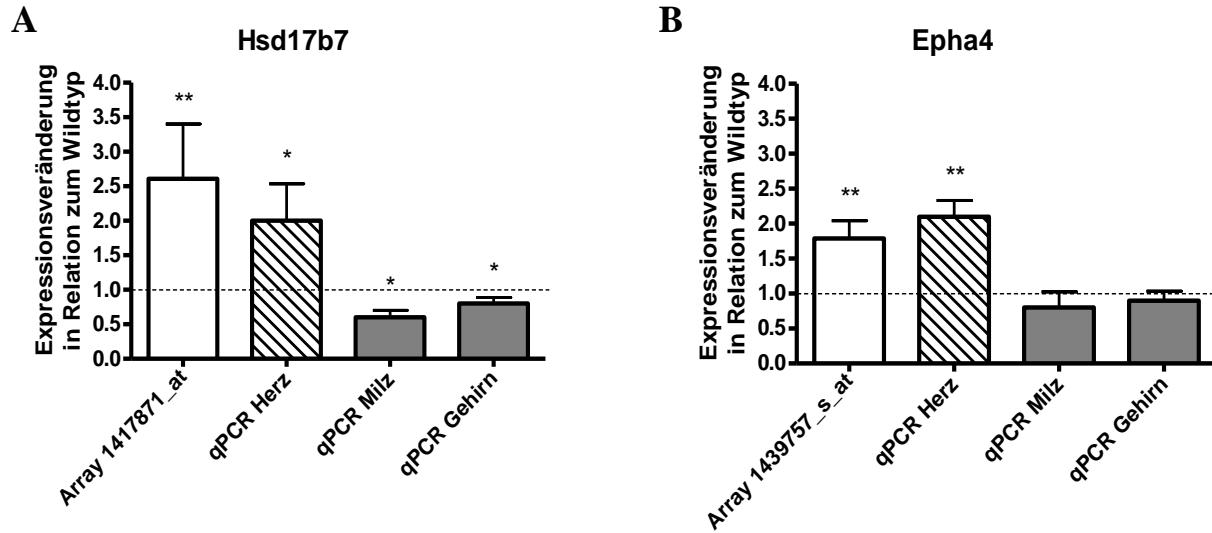 A
Hsd17b7
Expressionsveränderung
in Relation zum Wildtyp
4.0
3.5
3.0
2.5
2.0
1.5
1.0
0.5
0.0
**
*
*
*
Array 1417871_at
qPCR Herz
qPCR Milz
qPCR Gehirn
B
Epha4
Expressionsveränderung
in Relation zum Wildtyp
4.0
3.5
3.0
2.5
2.0
1.5
1.0
0.5
0.0
**
**
Array 1439757_s_at
qPCR Herz
qPCR Milz
qPCR Gehirn